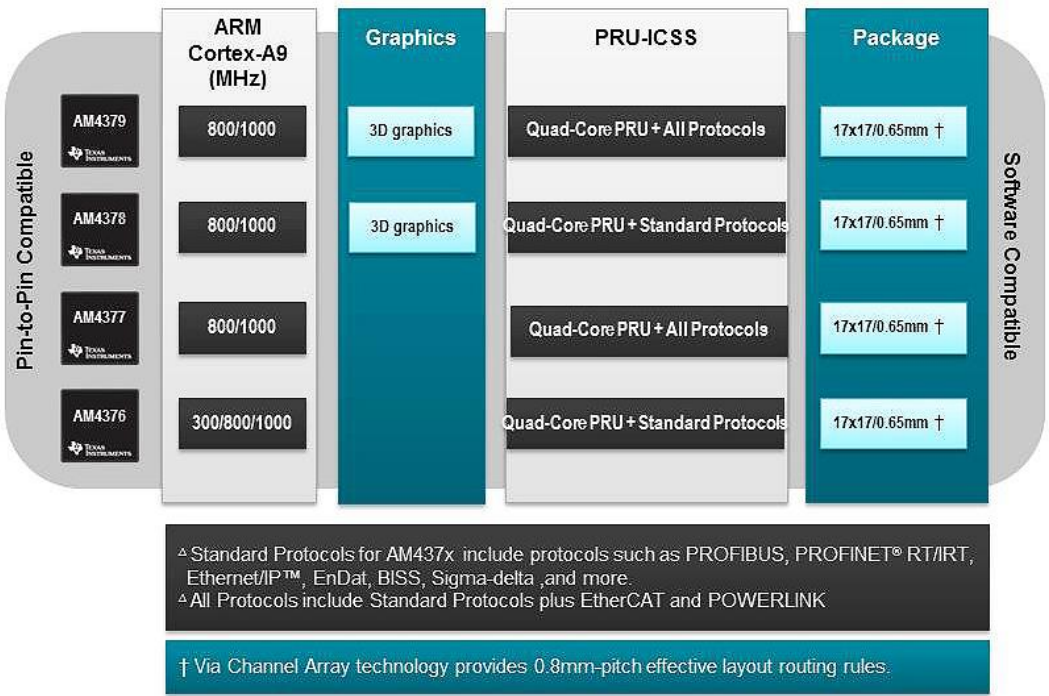 ARM
Cortex-A9
(MHz)
Graphics
PRU-ICSS
Package
Pin-to-Pin Compatible
AM4379
TEXAS
INSTRUMENTS
800/1000
3D graphics
Quad-Core PRU + All Protocols
17x17/0.65mm †
AM4378
TEXAS
INSTRUMENTS
800/1000
3D graphics
Quad-Core PRU + Standard Protocols
17x17/0.65mm †
AM4377
TEXAS
INSTRUMENTS
800/1000
Quad-Core PRU + All Protocols
17x17/0.65mm †
AM4376
TEXAS
INSTRUMENTS
300/800/1000
Quad-Core PRU + Standard Protocols
17x17/0.65mm †
Software Compatible
△ Standard Protocols for AM437x include protocols such as PROFIBUS, PROFINET® RT/IRT,
Ethernet/IP™, EnDat, BISS, Sigma-delta ,and more.
△ All Protocols include Standard Protocols plus EtherCAT and POWERLINK
† Via Channel Array technology provides 0.8mm-pitch effective layout routing rules.